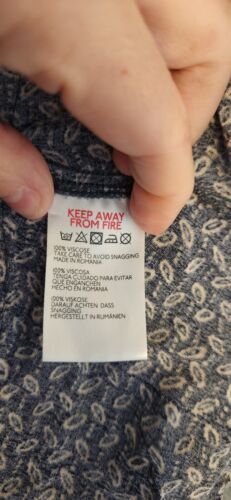 KEEP AWAY
FROM FIRE
100% VISCOSE
TAKE CARE TO AVOID SNAGGING
MADE IN ROMANIA
100% VISCOSA
TENGA CUIDADO PARA EVITAR
QUE ENGANCHEN
HECHO EN ROMANIA
100% VISKOSE
DARAUF ACHTEN, DASS
SNAGGING
HERGESTELLT IN RUMÄNIEN